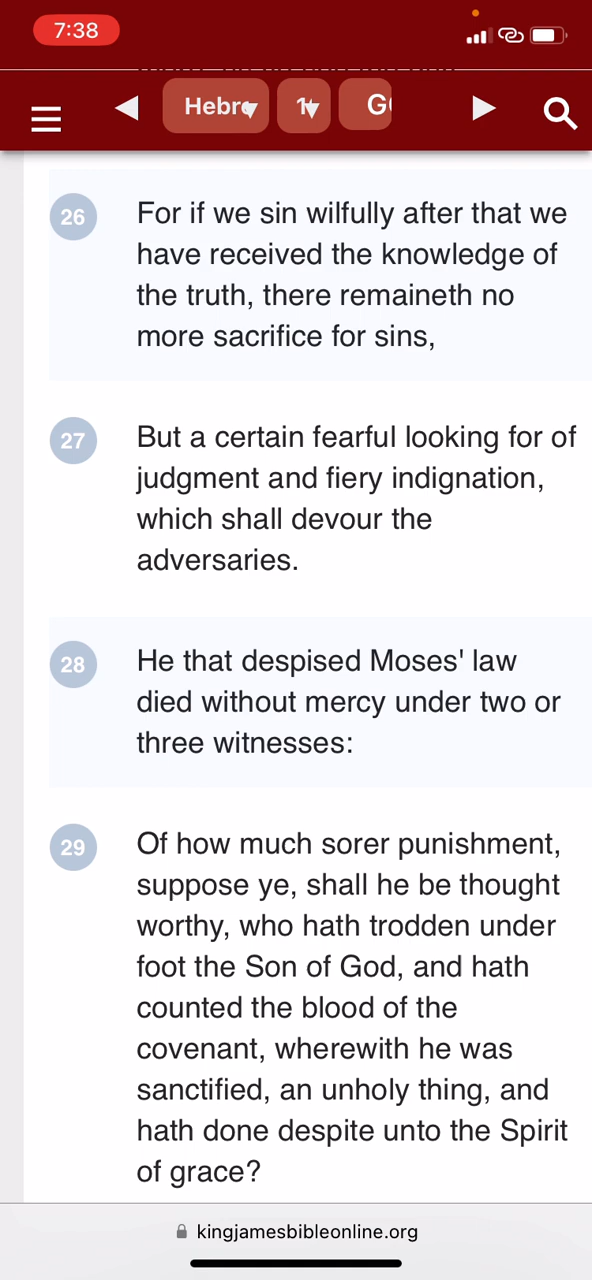 7:38
Hebr
1
G
26
For if we sin wilfully after that we
have received the knowledge of
the truth, there remaineth no
more sacrifice for sins,
27
But a certain fearful looking for of
judgment and fiery indignation,
which shall devour the
adversaries.
28
He that despised Moses' law
died without mercy under two or
three witnesses:
29
Of how much sorer punishment,
suppose ye, shall he be thought
worthy, who hath trodden under
foot the Son of God, and hath
counted the blood of the
covenant, wherewith he was
sanctified, an unholy thing, and
hath done despite unto the Spirit
of grace?
kingjamesbibleonline.org